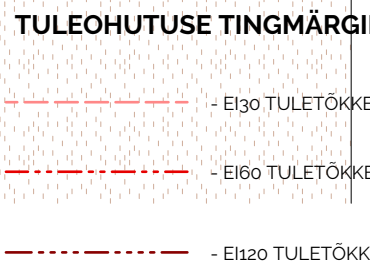 TULEOHUTUSE TINGMÄRGI
- EI30 TULETÕKKE
- EI60 TULETÕKKE
- EI120 TULETÕKK